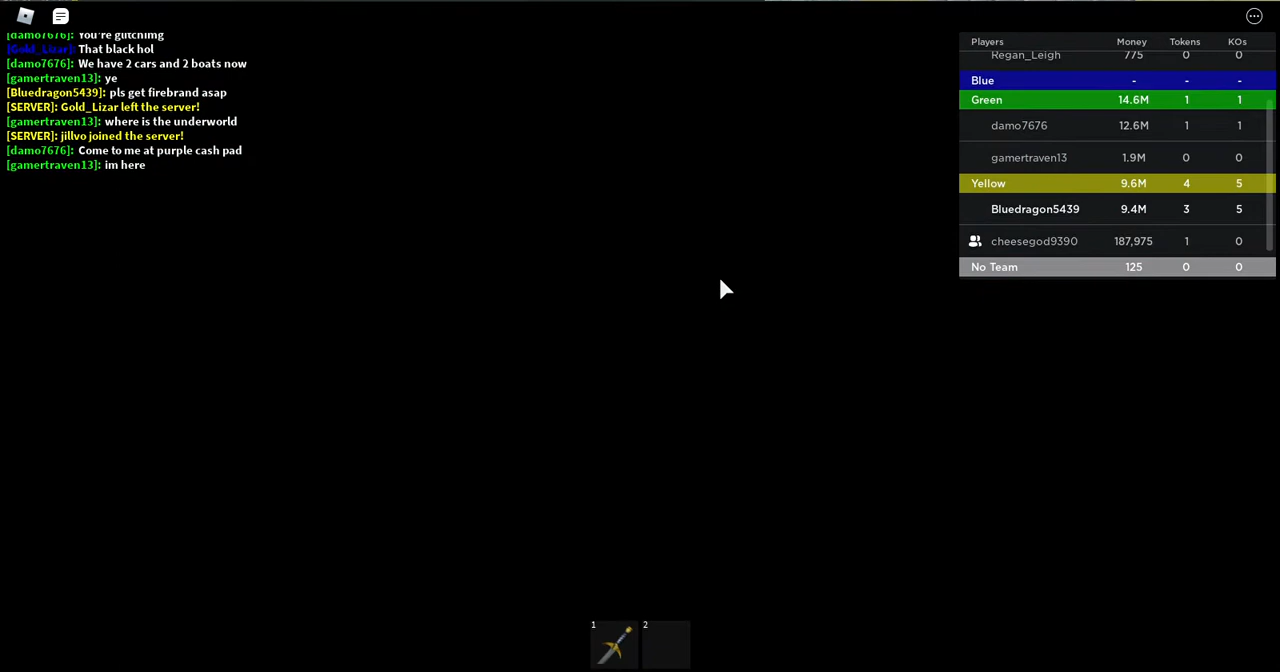 [damo7676]: You're glitching
[Gold_Lizar]: That black hol
[damo7676]: We have 2 cars and 2 boats now
[gamertraven13]: ye
[Bluedragon5439]: pls get firebrand asap
[SERVER]: Gold_Lizar left the server!
[gamertraven13]: where is the underworld
[SERVER]: jillvo joined the server!
[damo7676]: Come to me at purple cash pad
[gamertraven13]: im here
Players Money Tokens KOs
Regan_Leigh 775 0 0
Blue - - -
Green 14.6M 1 1
damo7676 12.6M 1 1
gamertraven13 1.9M 0 0
Yellow 9.6M 4 5
Bluedragon5439 9.4M 3 5
cheesegod9390 187,975 1 0
No Team 125 0 0
1 2